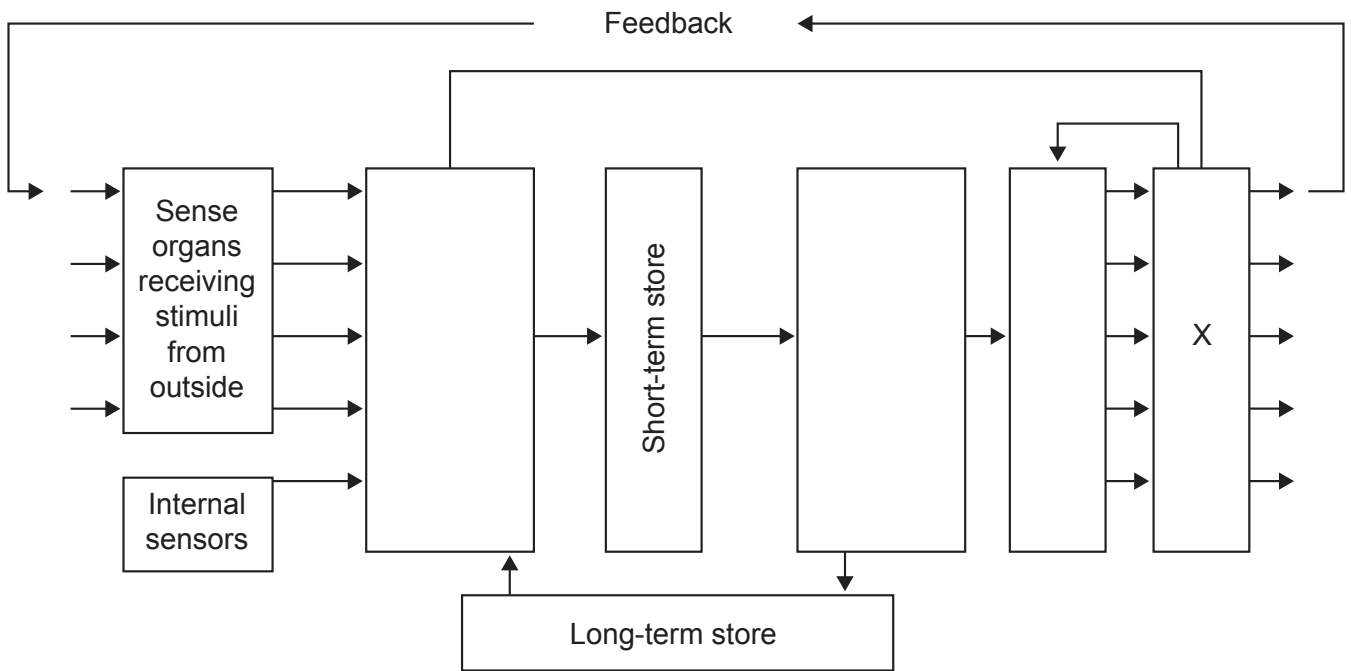 Feedback
Sense
organs
receiving
stimuli
from
outside
Short-term store
X
Internal
sensors
Long-term store